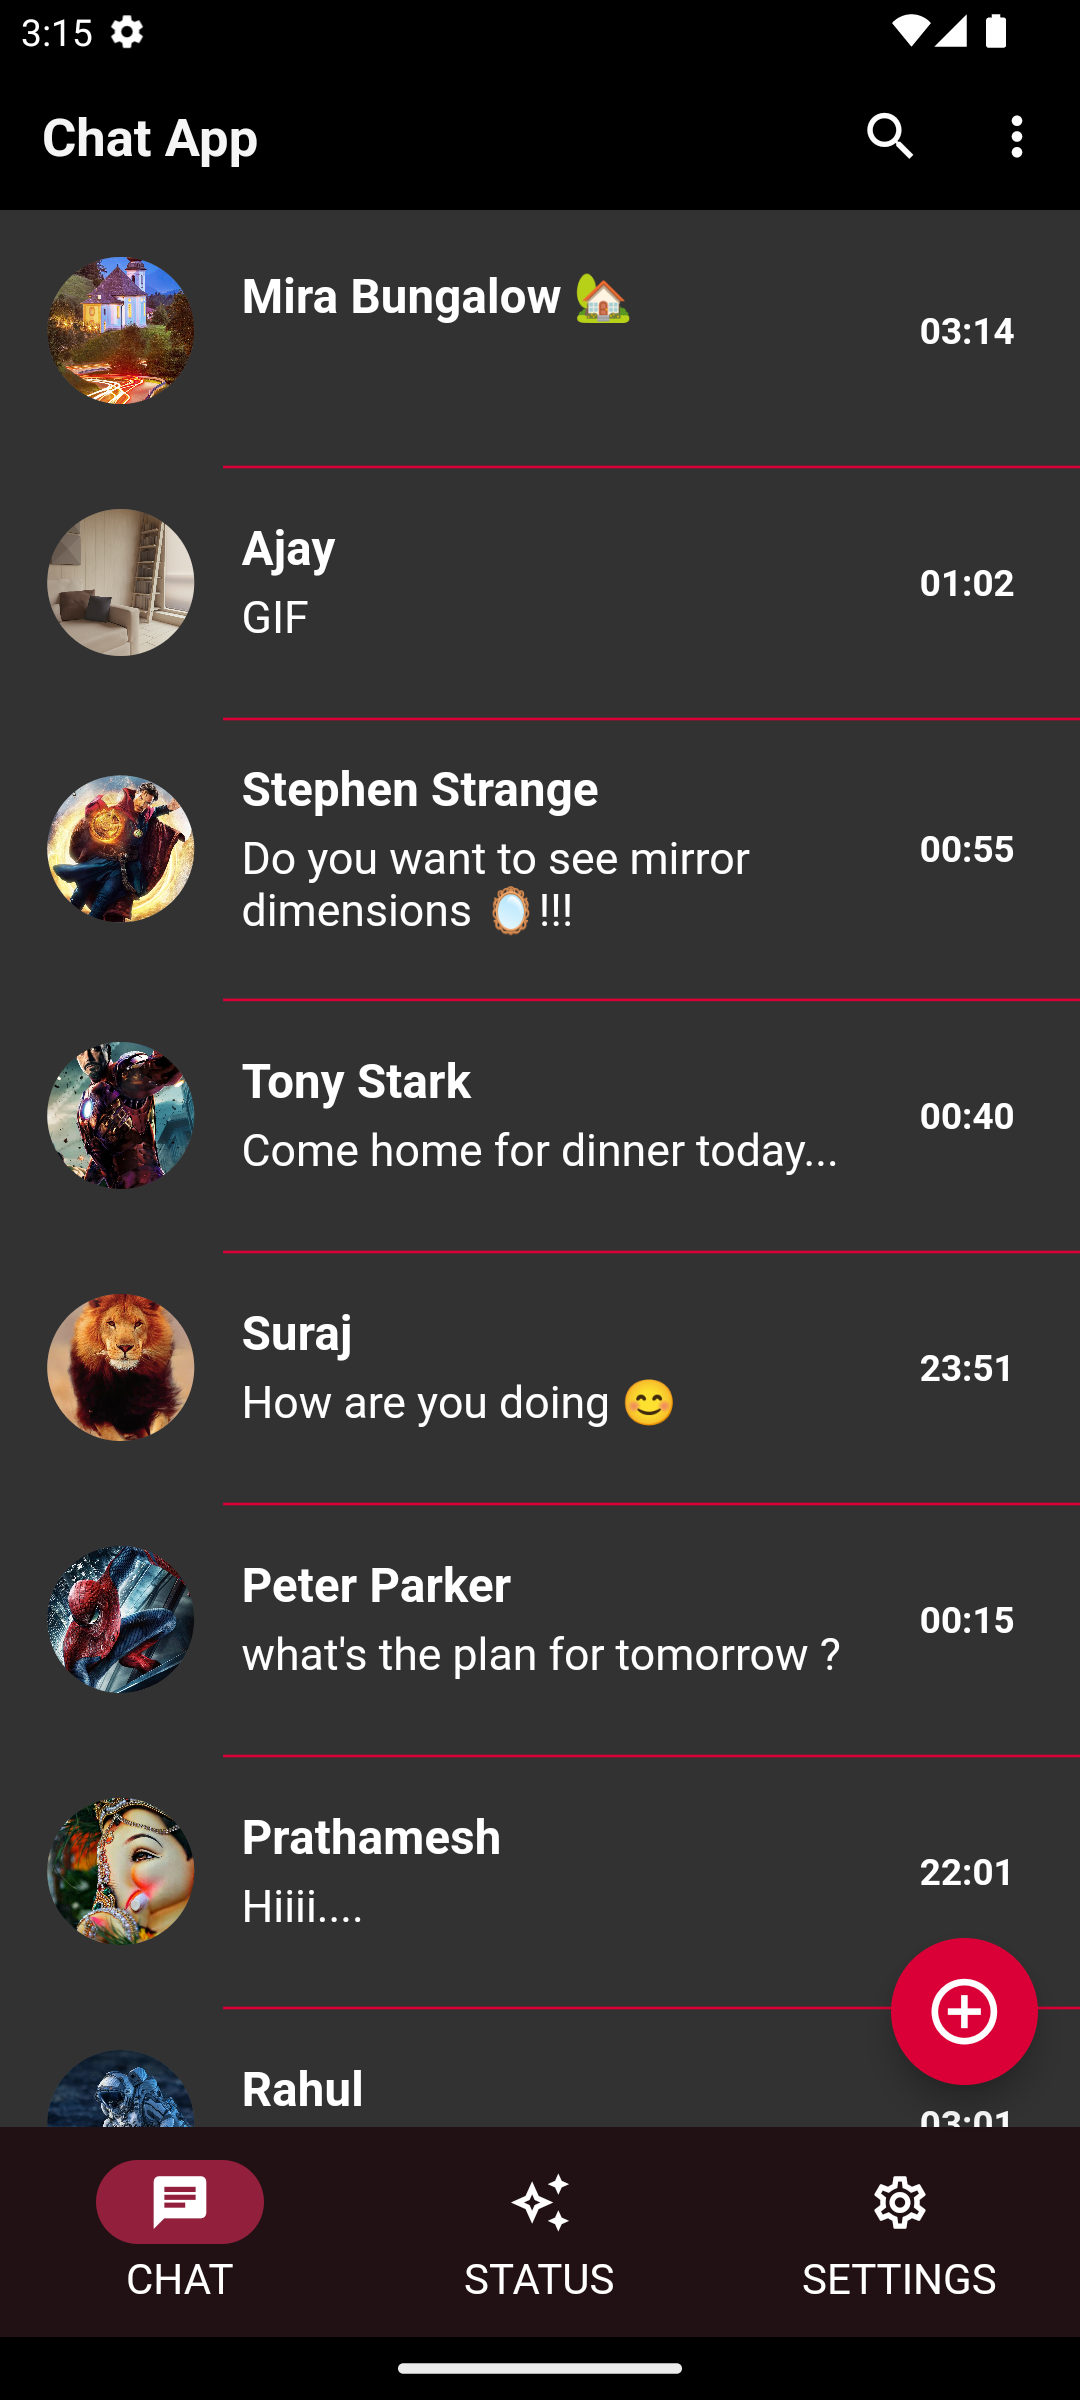 3:15
Chat App
Mira Bungalow 🏡
03:14
Ajay
GIF
01:02
Stephen Strange
Do you want to see mirror
dimensions 🪞!!!
00:55
Tony Stark
Come home for dinner today...
00:40
Suraj
How are you doing 😊
23:51
Peter Parker
what's the plan for tomorrow ?
00:15
Prathamesh
Hiiii....
22:01
Rahul
03:01
CHAT
STATUS
SETTINGS